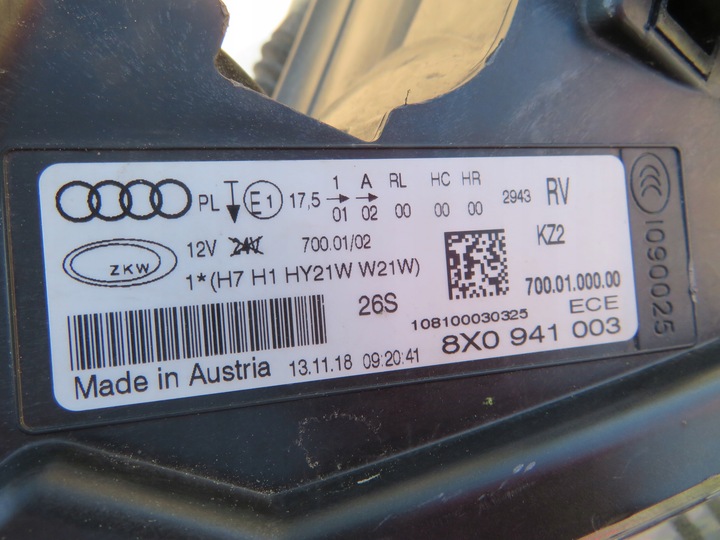 PL E1 17,5 1 A RL HC HR 2943 RV
01 02 00 00 00
ZKW 12V 24V 700.01/02 KZ2
1*(H7 H1 HY21W W21W) 700.01.000.00
26S ECE
108100030325
8X0 941 003
Made in Austria 13.11.18 09:20:41
CCC I0900025